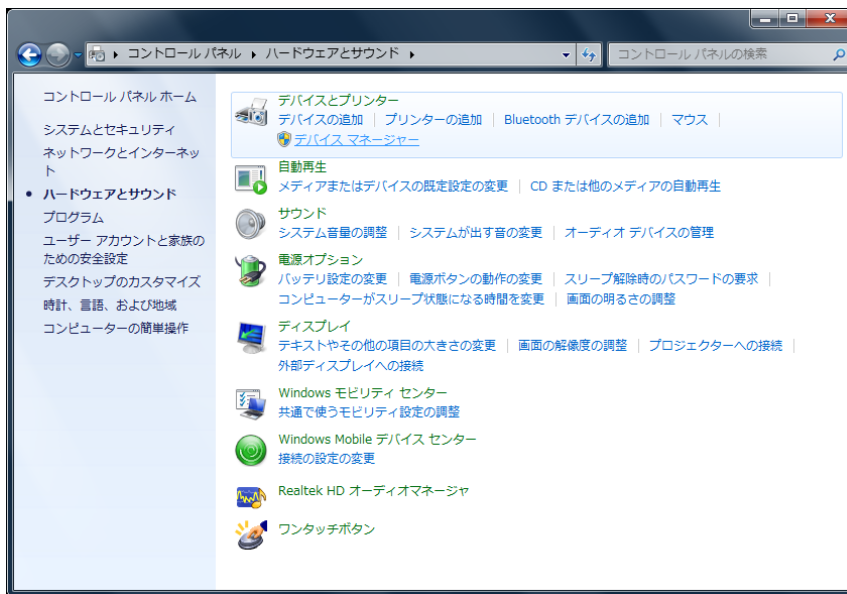 コントロール パネル ハードウェアとサウンド
コントロール パネルの検索
コントロール パネル ホーム
システムとセキュリティ
ネットワークとインターネッ
ト
ハードウェアとサウンド
プログラム
ユーザー アカウントと家族の
ための安全設定
デスクトップのカスタマイズ
時計、言語、および地域
コンピューターの簡単操作
デバイスとプリンター
デバイスの追加 | プリンターの追加 | Bluetooth デバイスの追加 | マウス |
デバイス マネージャー
自動再生
メディアまたはデバイスの既定設定の変更 | CD または他のメディアの自動再生
サウンド
システム音量の調整 | システムが出す音の変更 | オーディオ デバイスの管理
電源オプション
バッテリ設定の変更 | 電源ボタンの動作の変更 | スリープ解除時のパスワードの要求 |
コンピューターがスリープ状態になる時間を変更 | 画面の明るさの調整
ディスプレイ
テキストやその他の項目の大きさの変更 | 画面の解像度の調整 | プロジェクターへの接続 |
外部ディスプレイへの接続
Windows モビリティ センター
共通で使うモビリティ設定の調整
Windows Mobile デバイス センター
接続の設定の変更
Realtek HD オーディオマネージャ
ワンタッチボタン